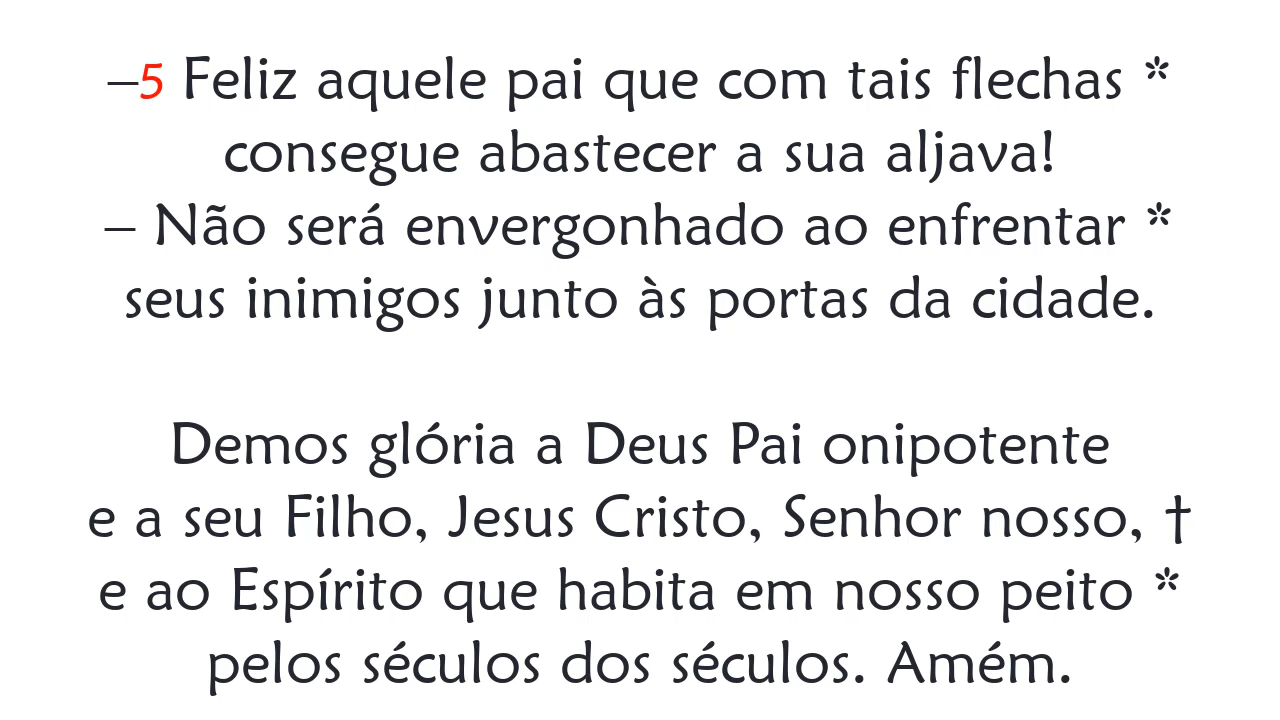 –5 Feliz aquele pai que com tais flechas *
consegue abastecer a sua aljava!
– Não será envergonhado ao enfrentar *
seus inimigos junto às portas da cidade.
Demos glória a Deus Pai onipotente
e a seu Filho, Jesus Cristo, Senhor nosso, †
e ao Espírito que habita em nosso peito *
pelos séculos dos séculos. Amém.